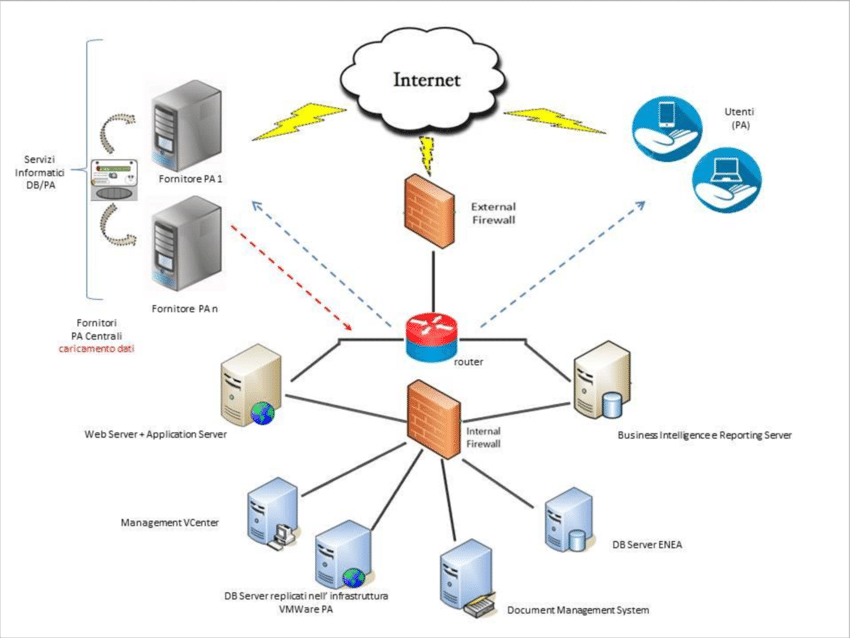 Internet
Utenti
(PA)
Servizi
Informatici
DB/PA
Fornitore PA 1
External
Firewall
Fornitore PA n
Fornitori
PA Centrali
caricamento dati
router
Web Server + Application Server
Internal
Firewall
Business Intelligence e Reporting Server
Management VCenter
DB Server ENEA
DB Server replicati nell' infrastruttura
VMWare PA
Document Management System